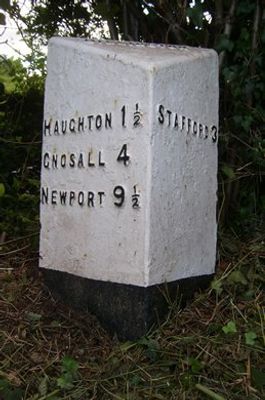 HAUGHTON 1½
GNOSALL 4
NEWPORT 9½
STAFFORD 3